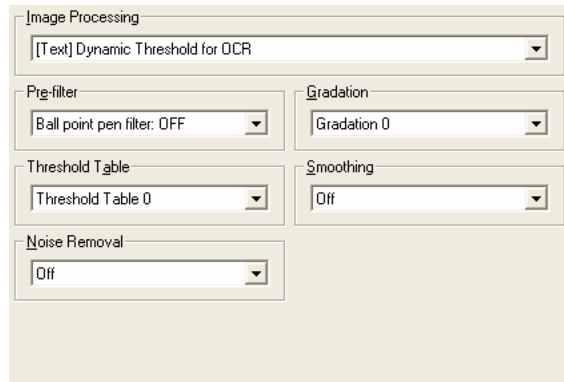 Image Processing
[Text] Dynamic Threshold for OCR
Pre-filter
Ball point pen filter: OFF
Gradation
Gradation 0
Threshold Table
Threshold Table 0
Smoothing
Off
Noise Removal
Off